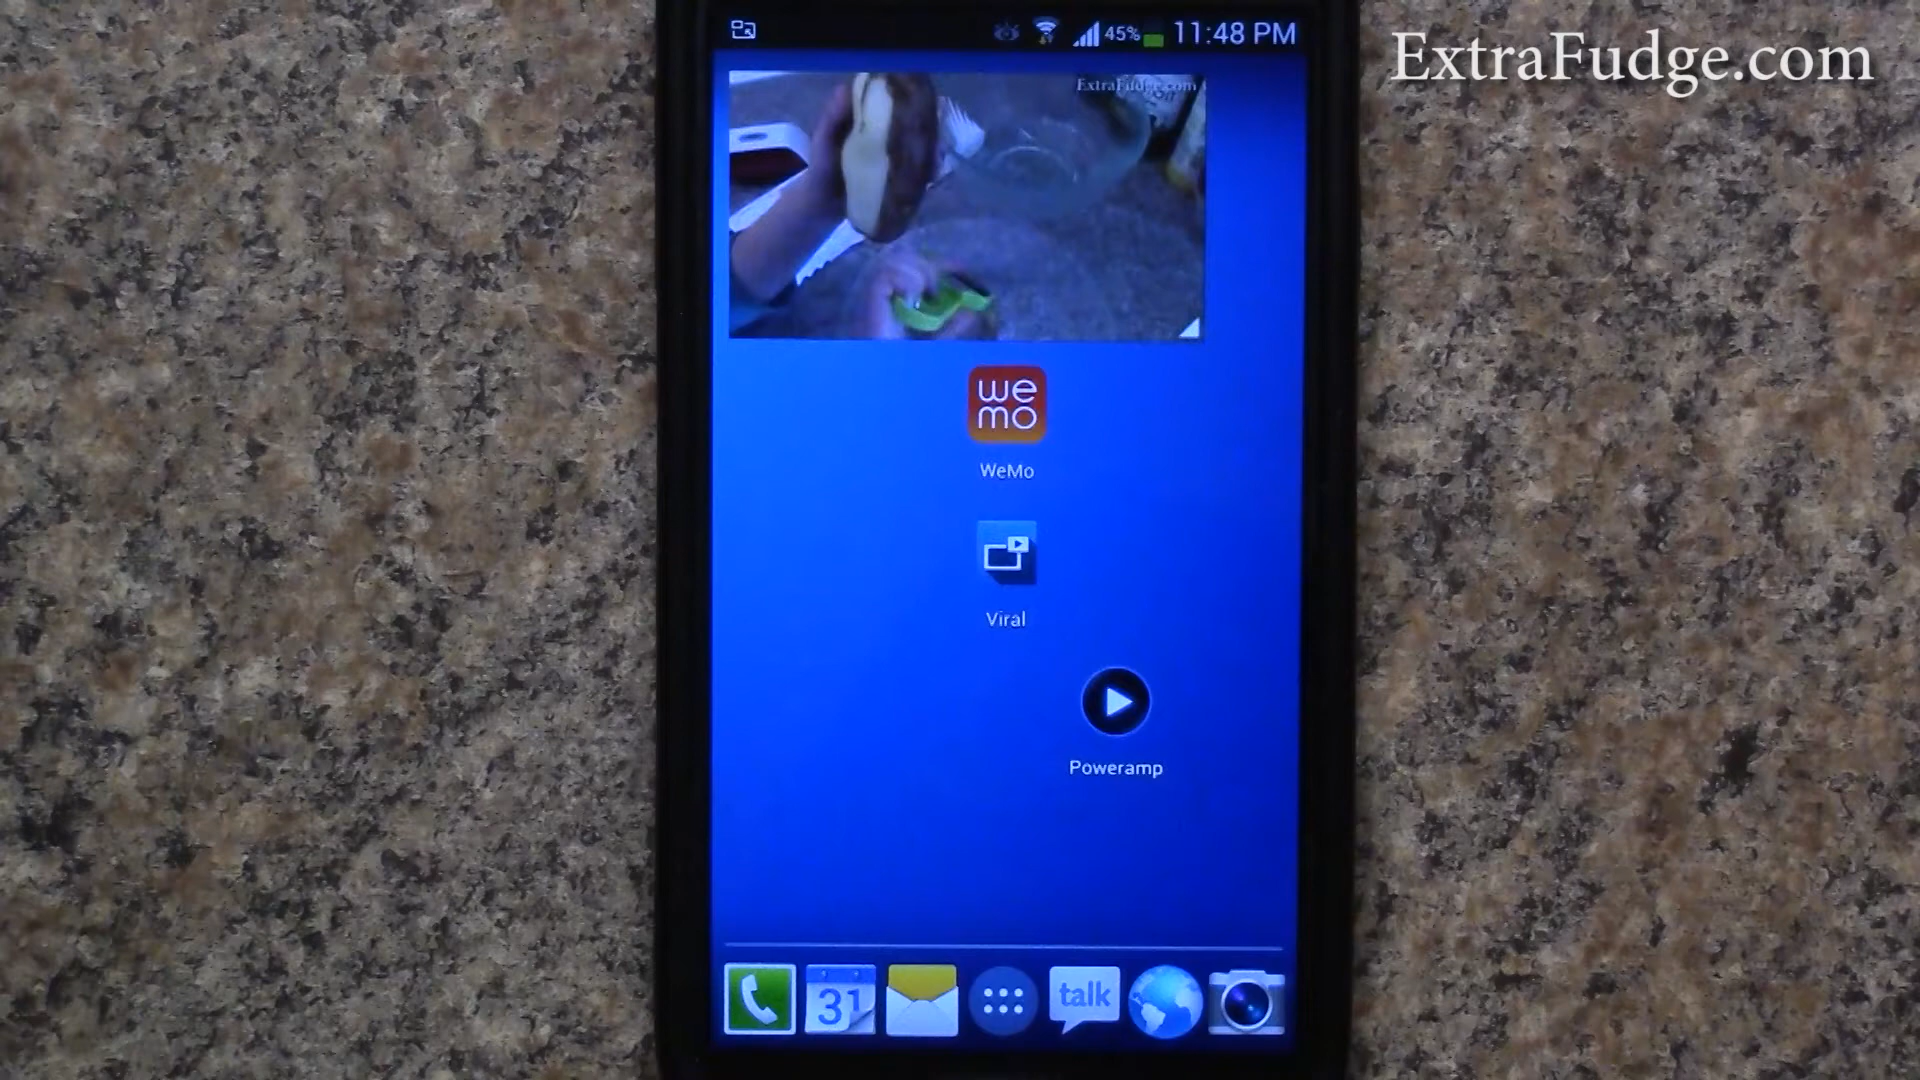 45% 11:48 PM
ExtraFudge.com
ExtraFudge.com
we
mo
WeMo
Viral
Poweramp
31
talk